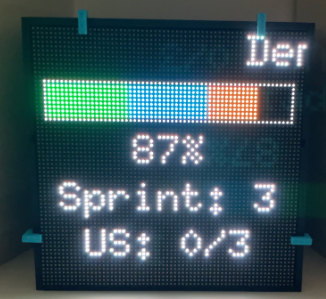 Der
87%
Sprint: 3
US: 0/3